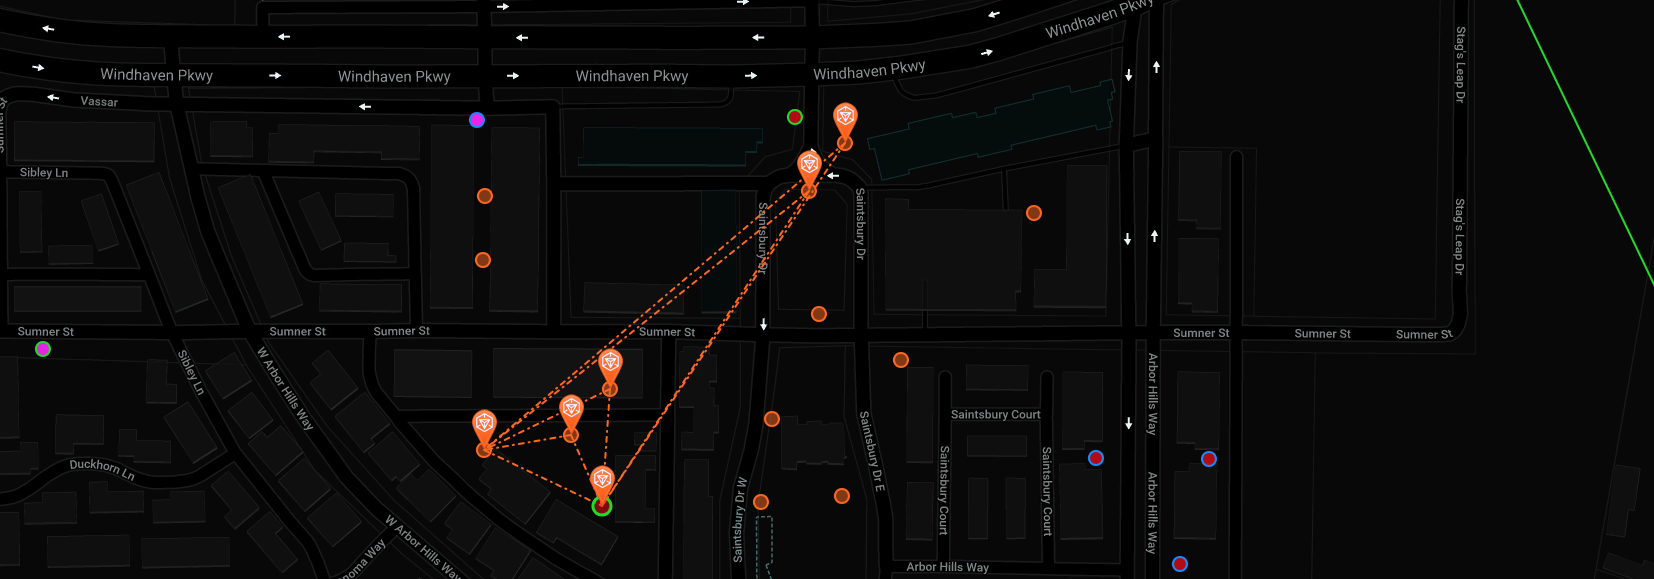 Windhaven Pkwy
Windhaven Pkwy
Windhaven Pkwy
Windhaven Pkwy
Windhaven Pkwy
Vassar
Sumner St
Sibley Ln
Saintsbury Dr
Saintsbury Dr
Stag's Leap Dr
Stag's Leap Dr
Sumner St
Sumner St
Sumner St
Sumner St
Sumner St
Sumner St
Sumner St
Sibley Ln
W Arbor Hills Way
Arbor Hills Way
Saintsbury Court
Saintsbury Dr E
Duckhorn Ln
Saintsbury Dr W
Saintsbury Court
Saintsbury Court
Arbor Hills Way
W Arbor Hills Way
noma Way
Arbor Hills Way